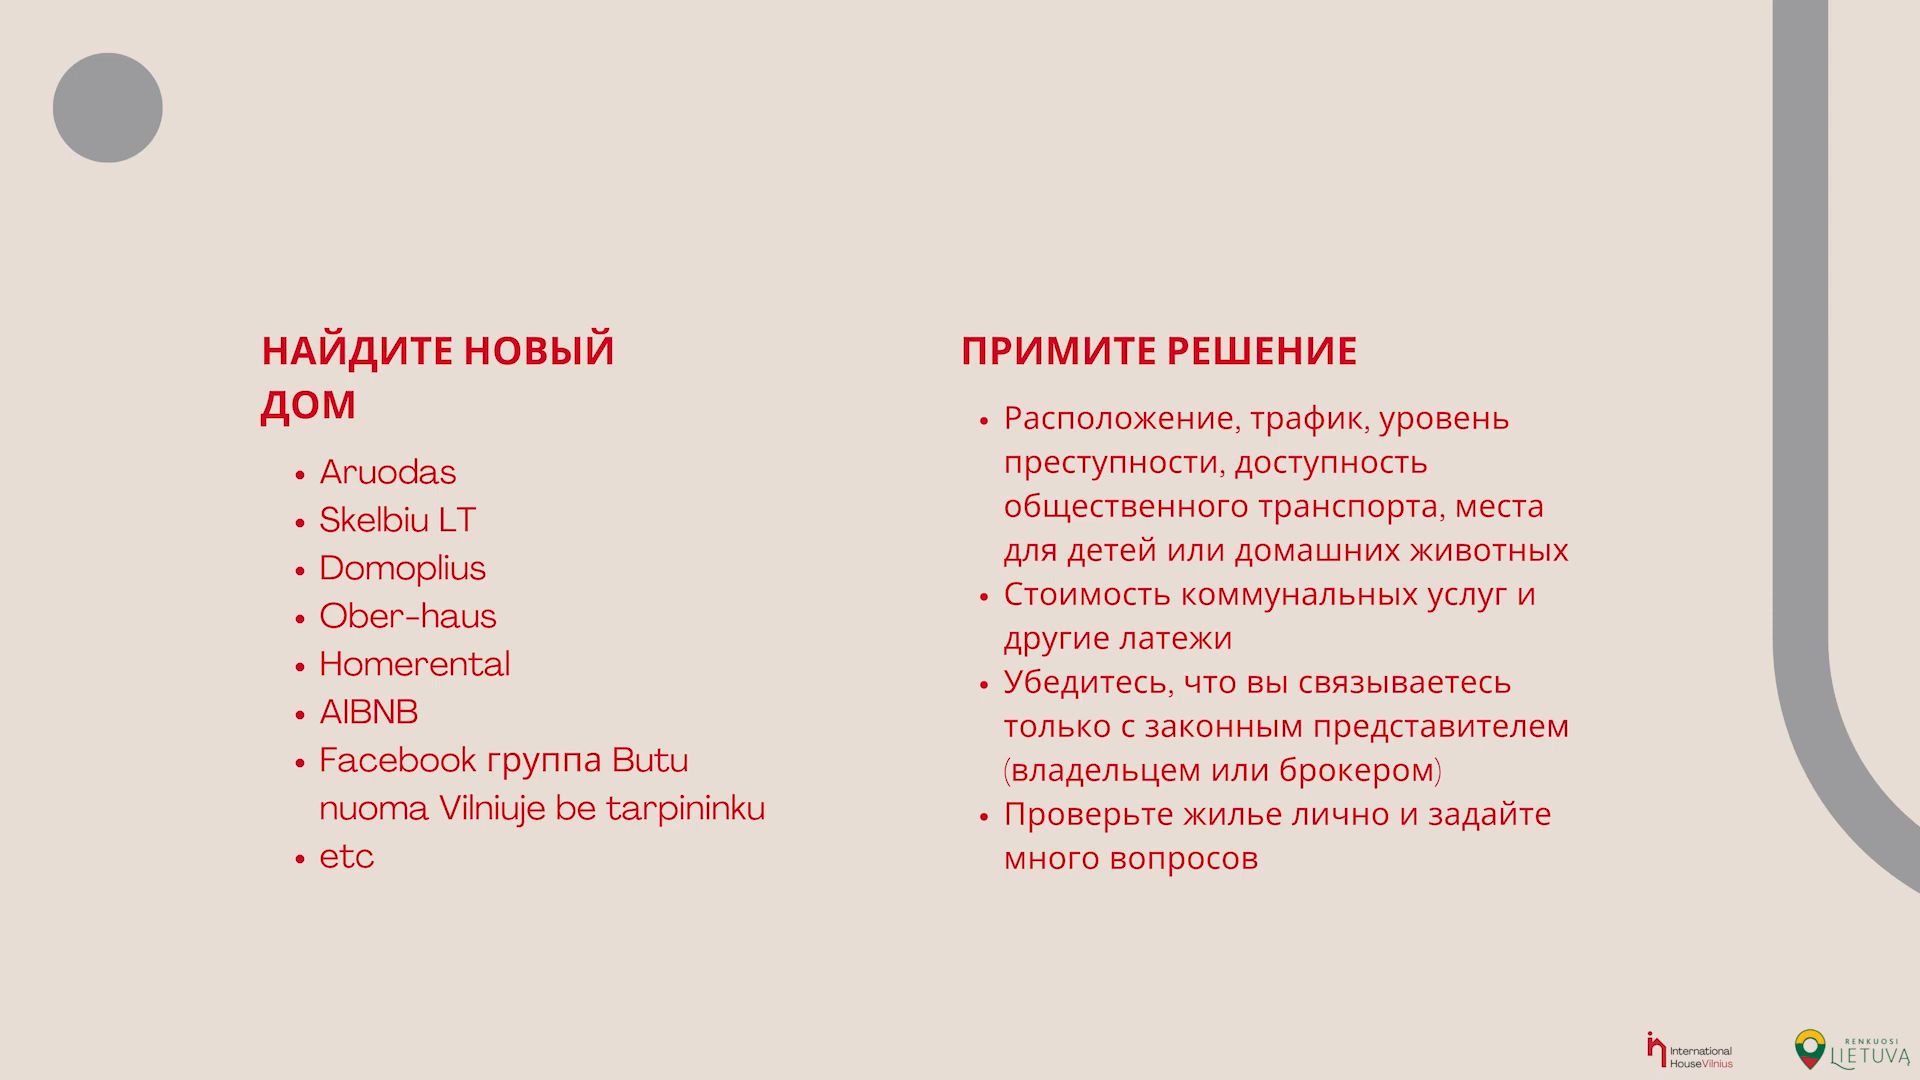 НАЙДИТЕ НОВЫЙ
ДОМ
Aruodas
Skelbiu LT
Domoplius
Ober-haus
Homerental
AIBNB
Facebook группа Butu
nuoma Vilniuje be tarpininku
etc
ПРИМИТЕ РЕШЕНИЕ
Расположение, трафик, уровень
преступности, доступность
общественного транспорта, места
для детей или домашних животных
Стоимость коммунальных услуг и
другие латежи
Убедитесь, что вы связываетесь
только с законным представителем
(владельцем или брокером)
Проверьте жилье лично и задайте
много вопросов
International
HouseVilnius
RENKUOSI
LIETUVĄ